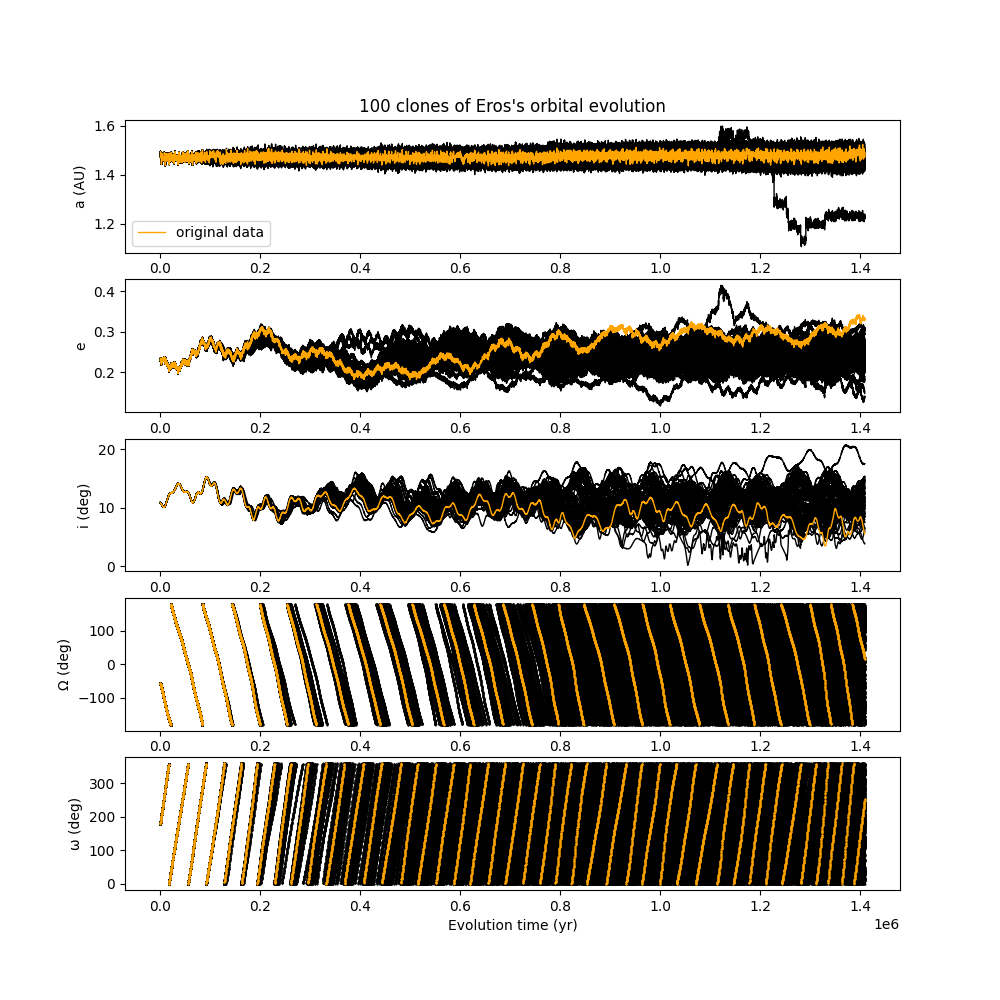 100 clones of Eros's orbital evolution
1.6
1.4
1.2
a (AU)
original data
0.0 0.2 0.4 0.6 0.8 1.0 1.2 1.4
0.4
0.3
0.2
e
0.0 0.2 0.4 0.6 0.8 1.0 1.2 1.4
20
10
0
i (deg)
0.0 0.2 0.4 0.6 0.8 1.0 1.2 1.4
100
0
−100
Ω (deg)
0.0 0.2 0.4 0.6 0.8 1.0 1.2 1.4
300
200
100
0
ω (deg)
0.0 0.2 0.4 0.6 0.8 1.0 1.2 1.4
Evolution time (yr)
1e6